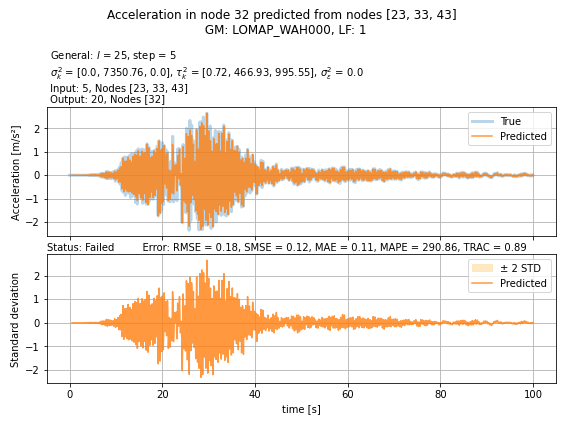 Acceleration in node 32 predicted from nodes [23, 33, 43]
GM: LOMAP_WAH000, LF: 1
General: l = 25, step = 5
σ²ₖ = [0.0, 7350.76, 0.0], τ²ₖ = [0.72, 466.93, 995.55], σ²ε = 0.0
Input: 5, Nodes [23, 33, 43]
Output: 20, Nodes [32]
Acceleration [m/s²]
2
1
0
−1
−2
True
Predicted
Status: Failed Error: RMSE = 0.18, SMSE = 0.12, MAE = 0.11, MAPE = 290.86, TRAC = 0.89
Standard deviation
2
1
0
−1
−2
± 2 STD
Predicted
0 20 40 60 80 100
time [s]